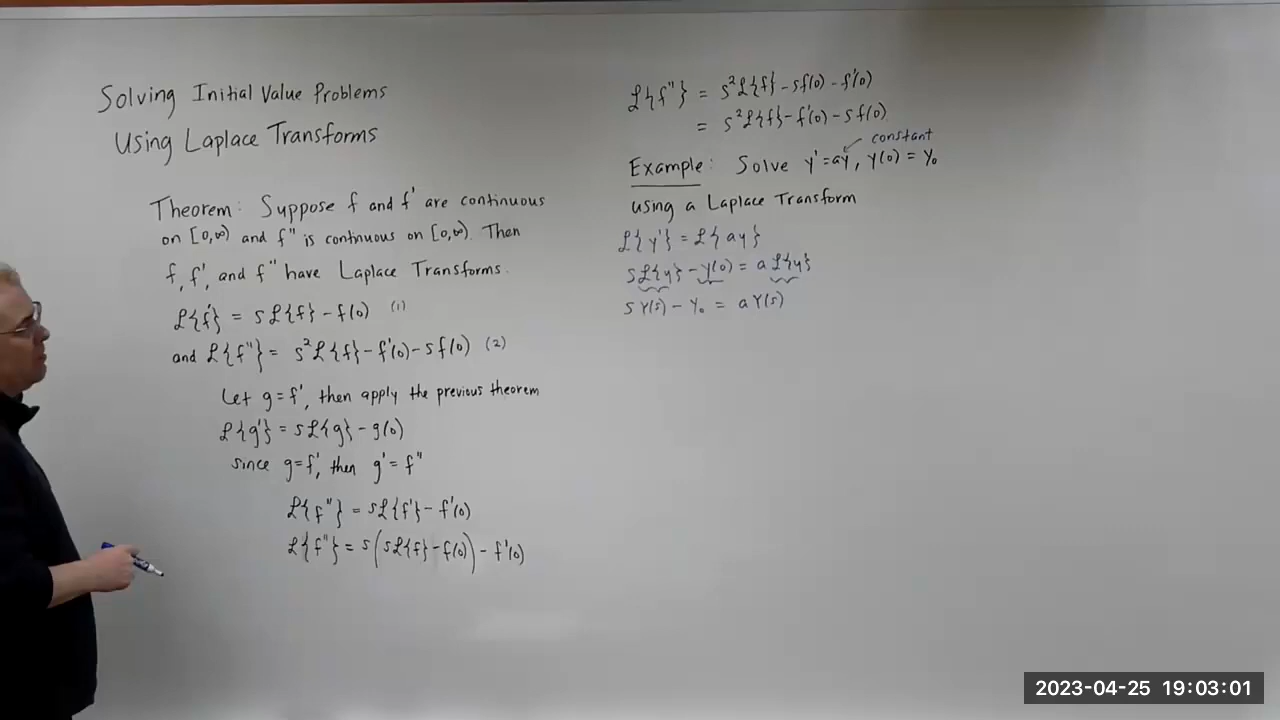 Solving Initial Value Problems
Using Laplace Transforms
Theorem: Suppose f and f' are continuous
on [0,∞) and f" is continuous on [0,∞). Then
f, f', and f" have Laplace Transforms.
ℒ{f'} = sℒ{f} - f(0) (1)
and ℒ{f"} = s²ℒ{f} - f'(0) - sf(0) (2)
Let g=f', then apply the previous theorem
ℒ{g'} = sℒ{g} - g(0)
since g=f', then g' = f"
ℒ{f"} = sℒ{f'} - f'(0)
ℒ{f"} = s(sℒ{f} - f(0)) - f'(0)
ℒ{f"} = s²ℒ{f} - sf(0) - f'(0)
= s²ℒ{f} - f'(0) - sf(0)
constant
Example: Solve y' = ay, y(0) = y₀
using a Laplace Transform
ℒ{y'} = ℒ{ay}
sℒ{y} - y(0) = aℒ{y}
sY(s) - y₀ = aY(s)
2023-04-25 19:03:01